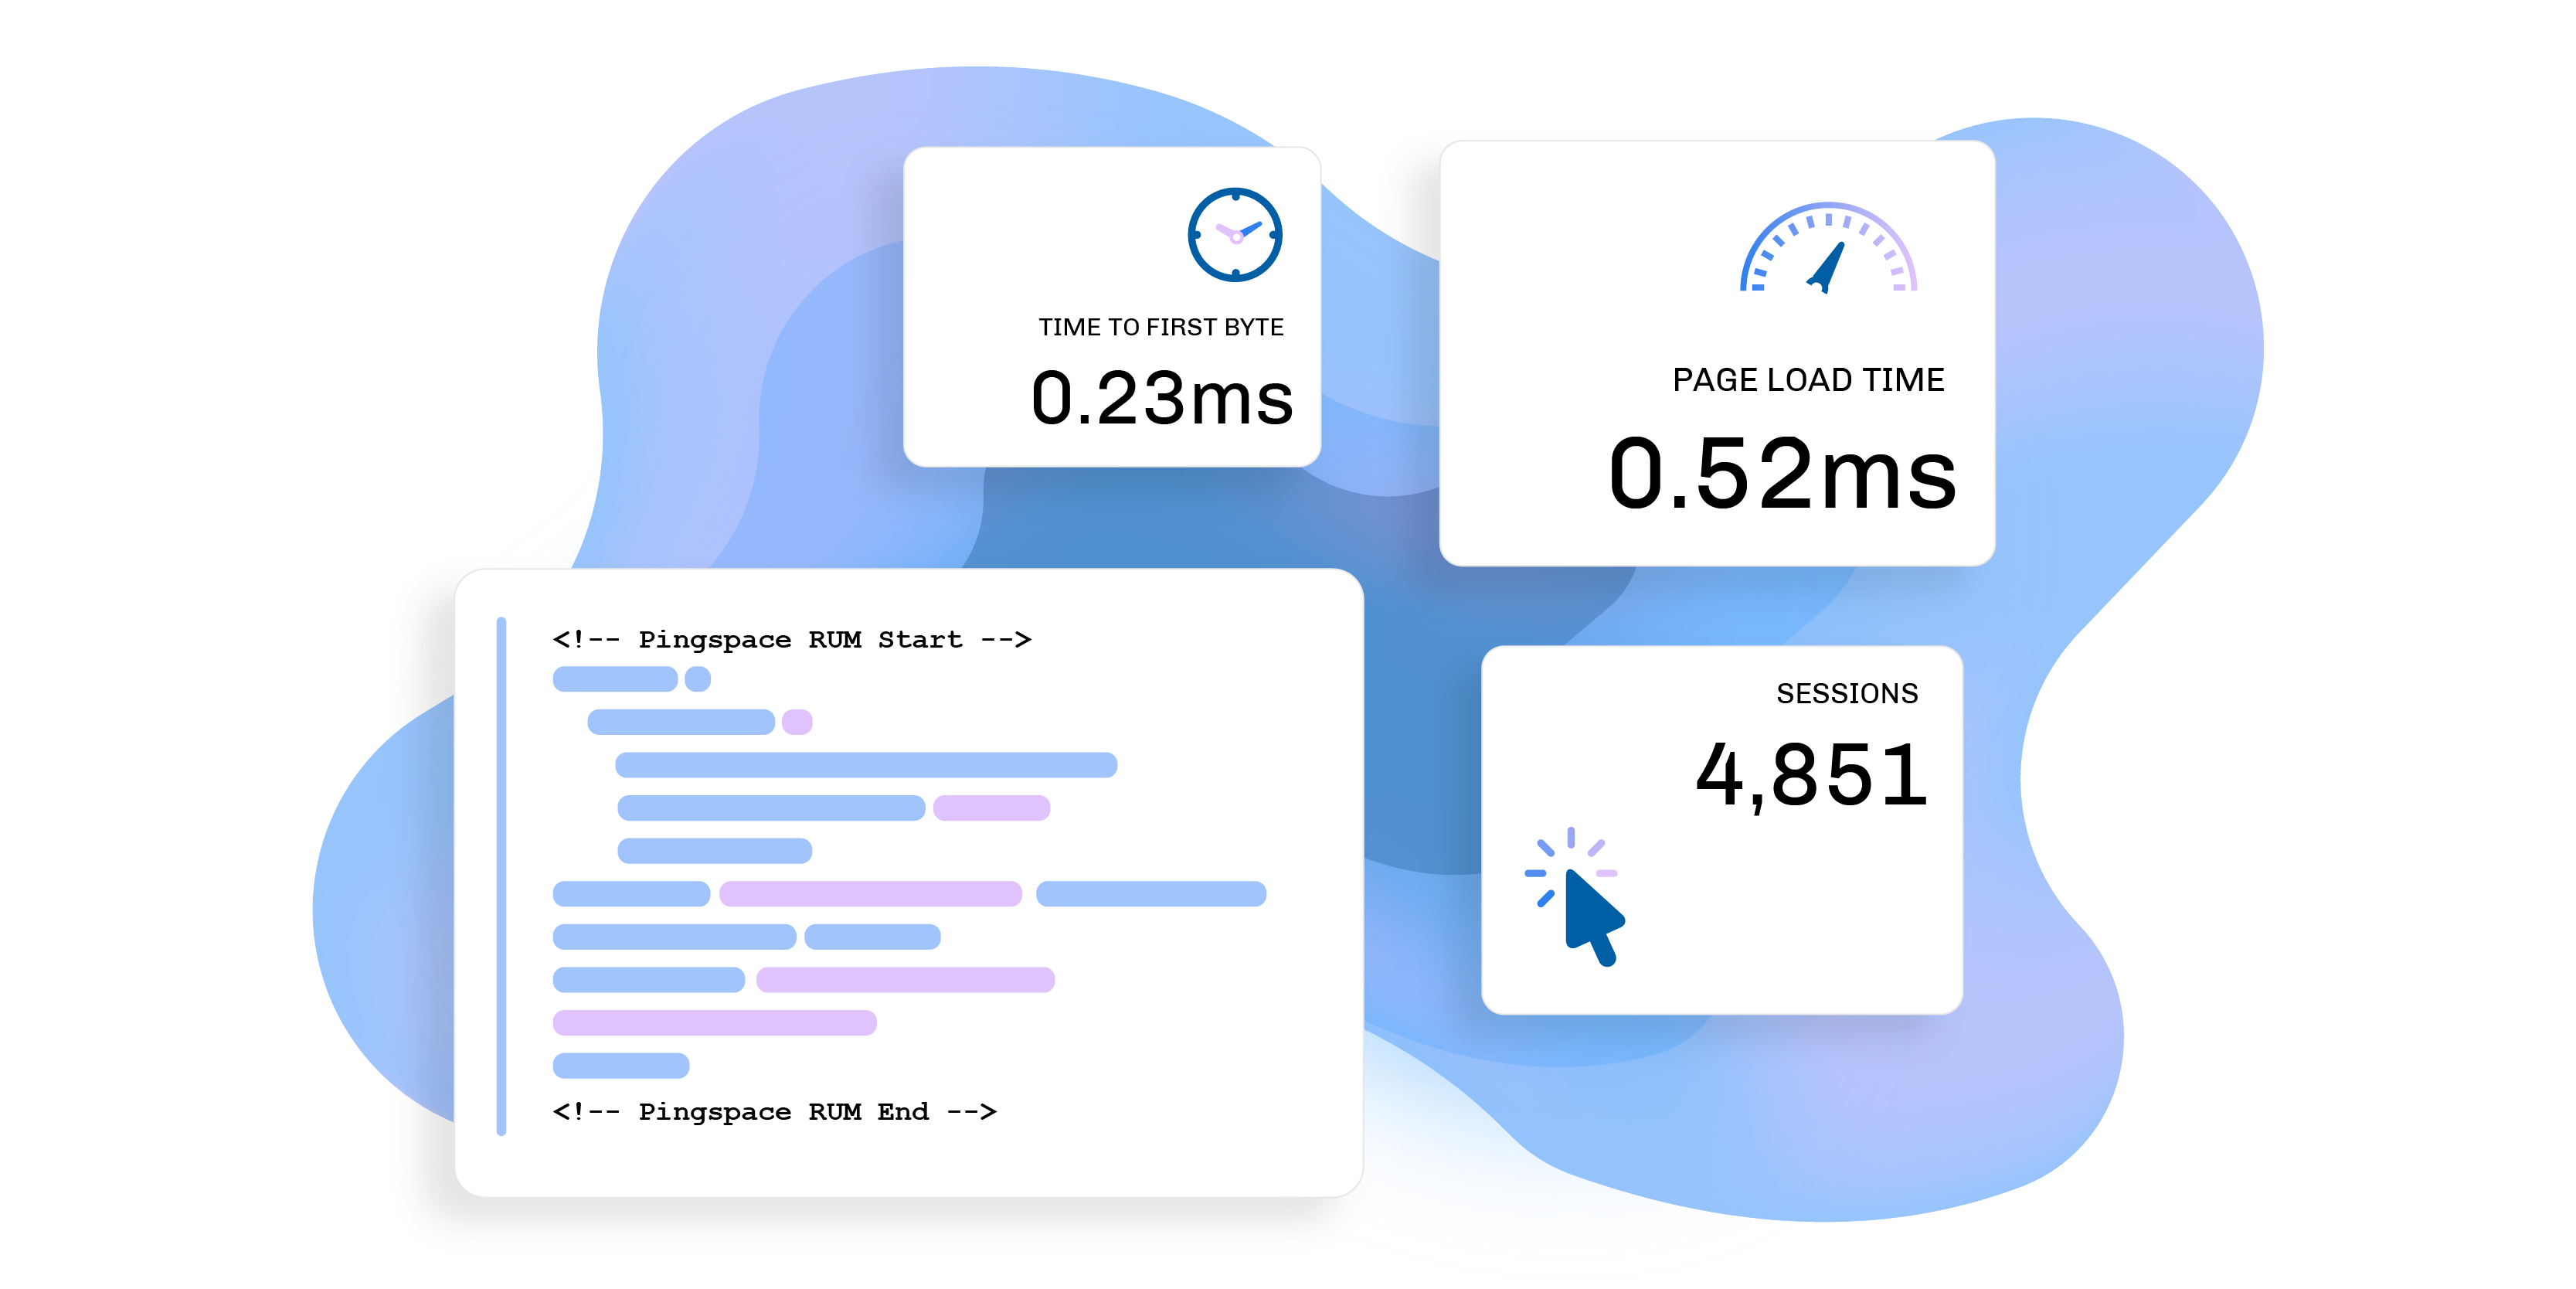 TIME TO FIRST BYTE
0.23ms
PAGE LOAD TIME
0.52ms
<!-- Pingspace RUM Start -->
<!-- Pingspace RUM End -->
SESSIONS
4,851